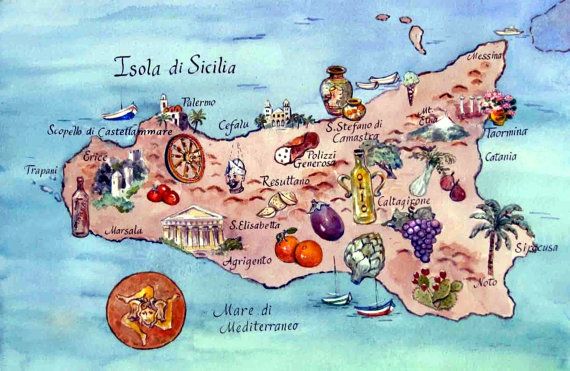 Isola di Sicilia
Messina
Palermo
Scopello di Castellammare
Cefalu
S. Stefano di
Camastra
Mt.
Etna
Taormina
Erice
Trapani
Polizzi
Generosa
Catania
Resuttano
Marsala
S. Elisabetta
Caltagirone
Agrigento
Siracusa
Noto
Mare di
Mediterraneo